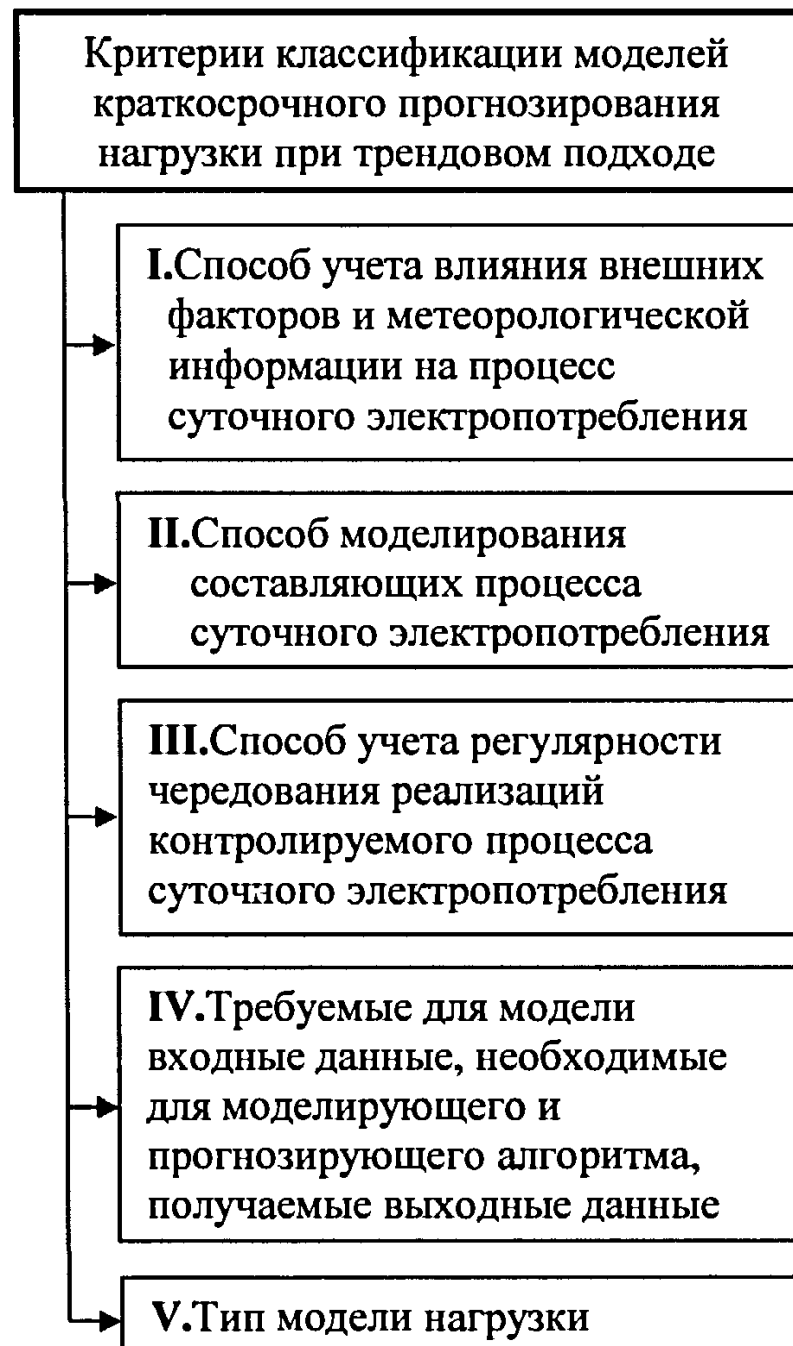 Критерии классификации моделей
краткосрочного прогнозирования
нагрузки при трендовом подходе
I.Способ учета влияния внешних
факторов и метеорологической
информации на процесс
суточного электропотребления
II.Способ моделирования
составляющих процесса
суточного электропотребления
III.Способ учета регулярности
чередования реализаций
контролируемого процесса
суточного электропотребления
IV.Требуемые для модели
входные данные, необходимые
для моделирующего и
прогнозирующего алгоритма,
получаемые выходные данные
V.Тип модели нагрузки